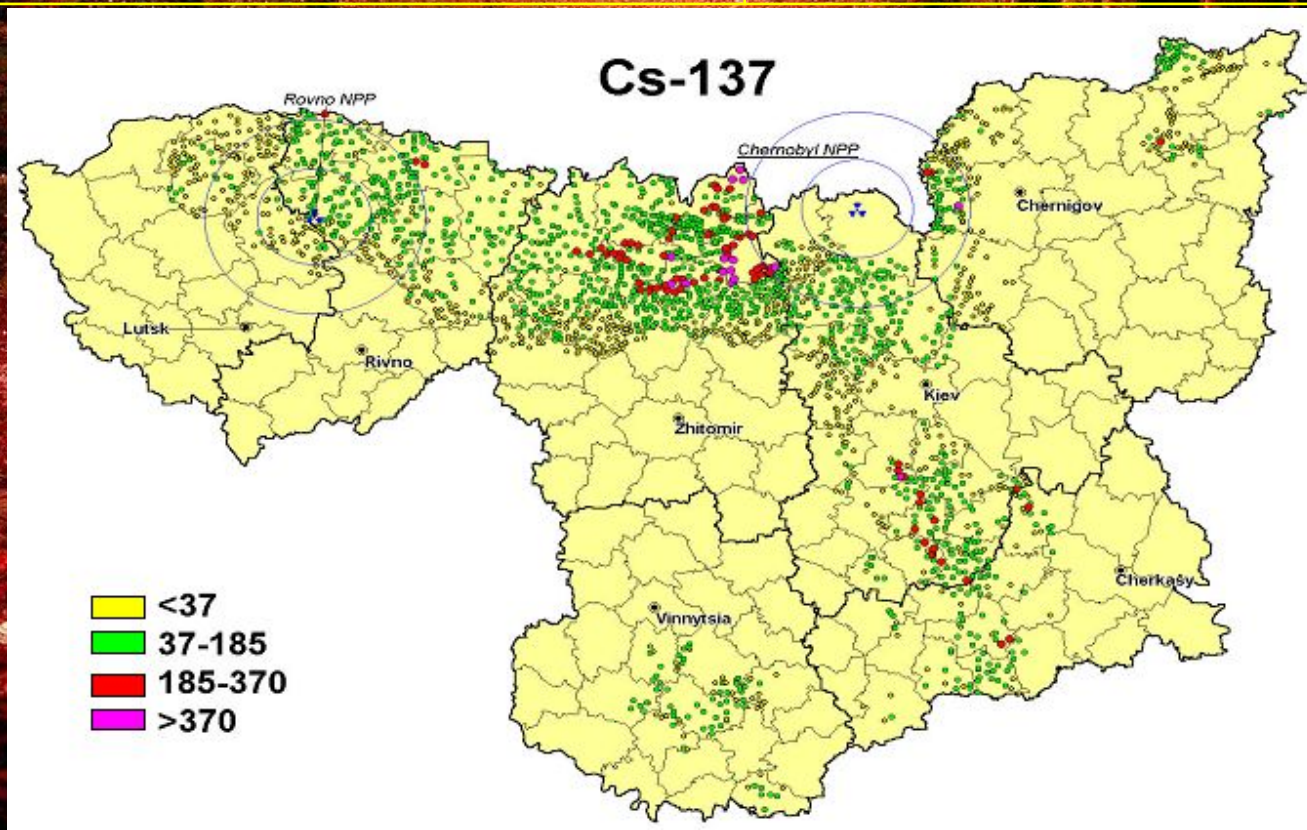 Cs-137
Rovno NPP
Chernobyl NPP
Chernigov
Lutsk
Rivno
Kiev
Zhitomir
Cherkasy
Vinnytsia
<37
37-185
185-370
>370